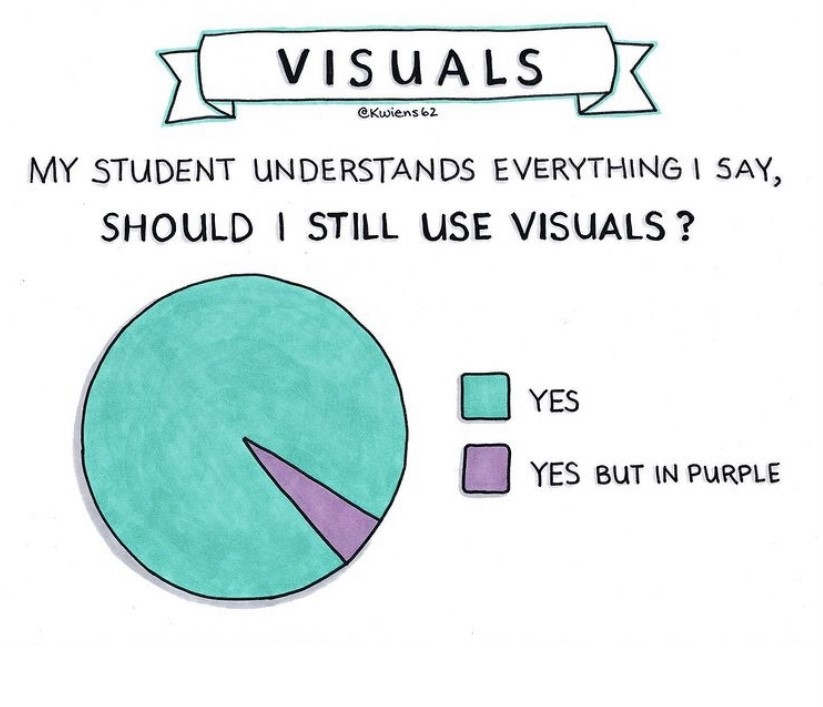 VISUALS
@Kwiens62
MY STUDENT UNDERSTANDS EVERYTHING I SAY,
SHOULD I STILL USE VISUALS?
YES
YES BUT IN PURPLE